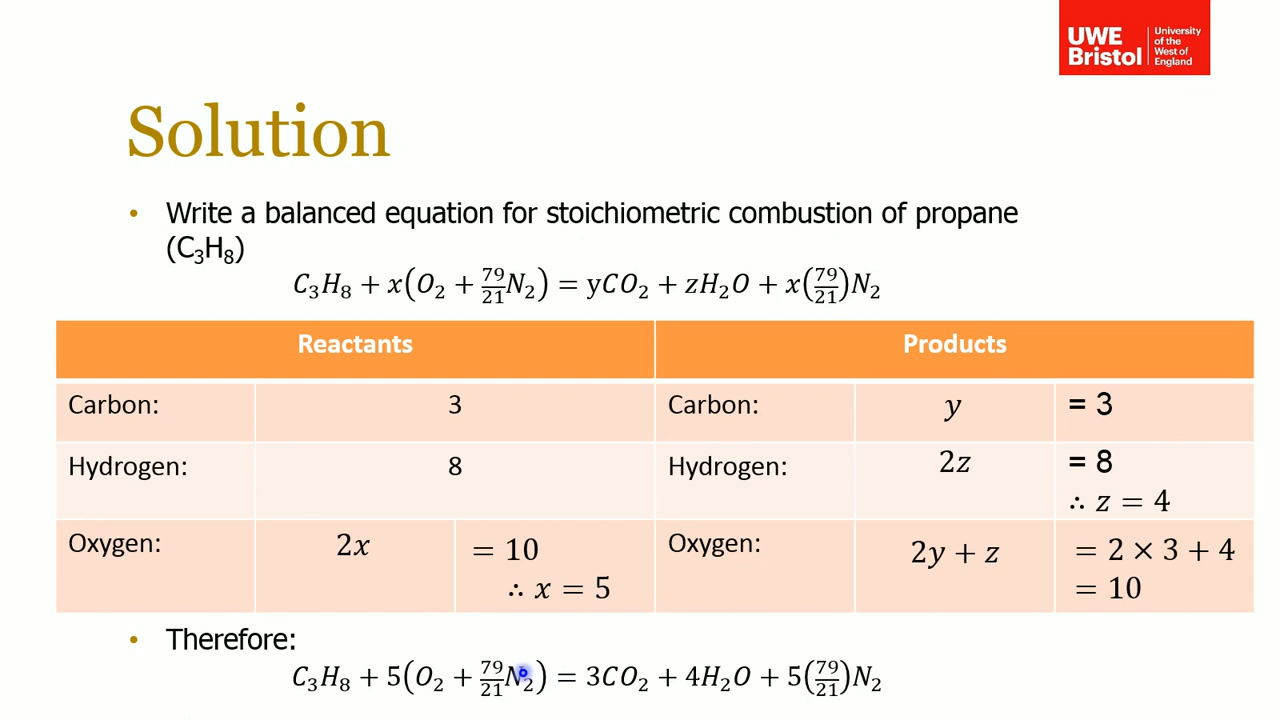 UWE Bristol
University of the West of England
Solution
• Write a balanced equation for stoichiometric combustion of propane
(C₃H₈)
C₃H₈ + x(O₂ + 79/21 N₂) = yCO₂ + zH₂O + x(79/21)N₂
Reactants Products
Carbon: 3 Carbon: y = 3
Hydrogen: 8 Hydrogen: 2z = 8
∴ z = 4
Oxygen: 2x = 10 Oxygen: 2y + z = 2 × 3 + 4
∴ x = 5 = 10
• Therefore:
C₃H₈ + 5(O₂ + 79/21 N₂) = 3CO₂ + 4H₂O + 5(79/21)N₂